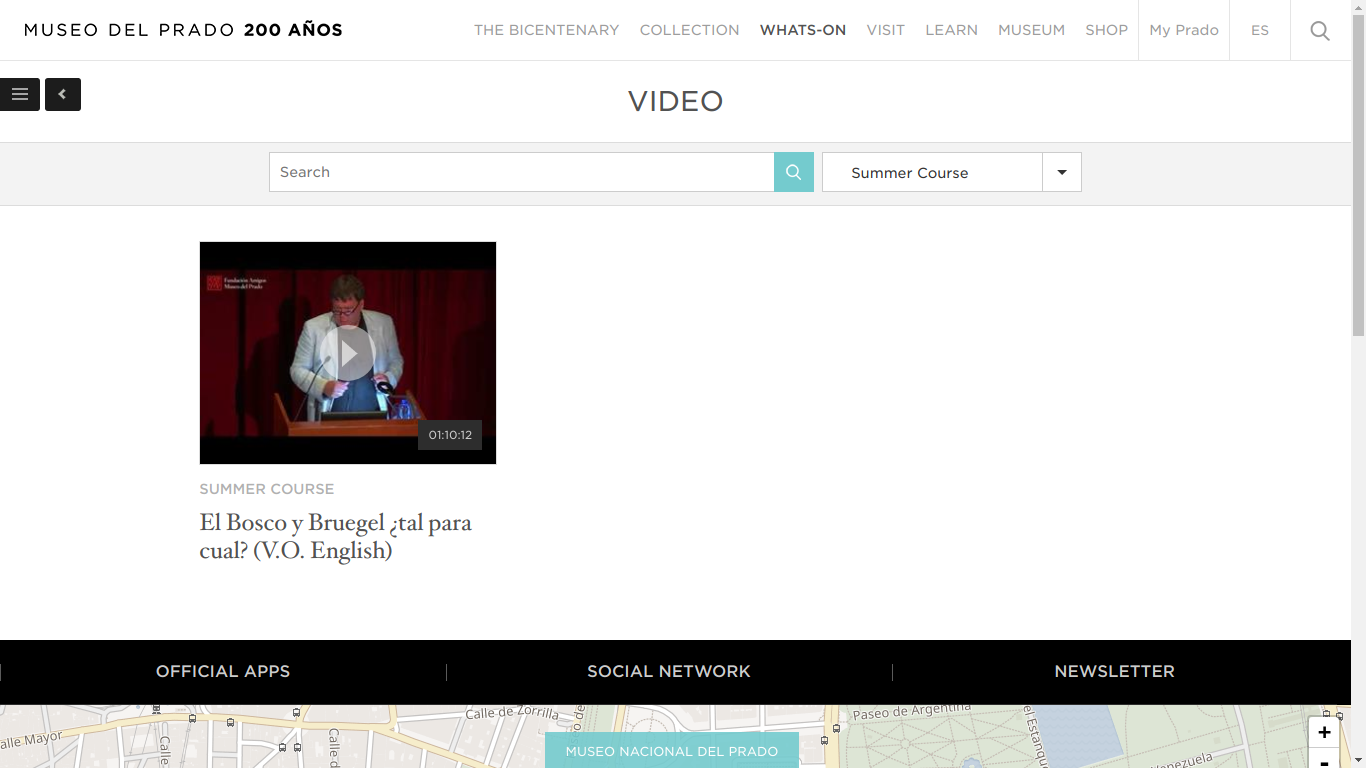 MUSEO DEL PRADO 200 AÑOS
THE BICENTENARY COLLECTION WHATS-ON VISIT LEARN MUSEUM SHOP My Prado ES
VIDEO
Search
Summer Course
Fundación Amigos
Museo del Prado
01:10:12
SUMMER COURSE
El Bosco y Bruegel ¿tal para
cual? (V.O. English)
OFFICIAL APPS SOCIAL NETWORK NEWSLETTER
Calle de Zorrilla
Paseo de Argentina
alle Mayor
Calle
Calle d
de
el Estanque
Venezuela
MUSEO NACIONAL DEL PRADO
+
-